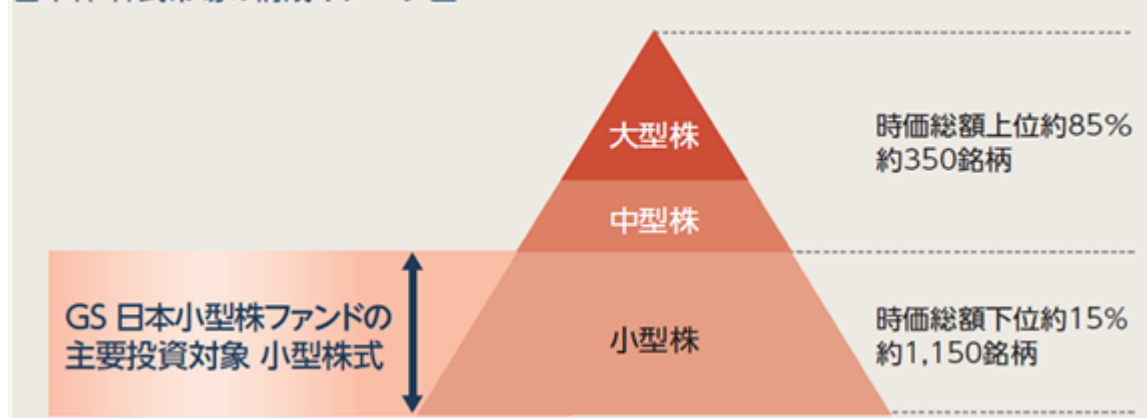 大型株
時価総額上位約85%
約350銘柄
中型株
GS 日本小型株ファンドの
主要投資対象 小型株式
小型株
時価総額下位約15%
約1,150銘柄